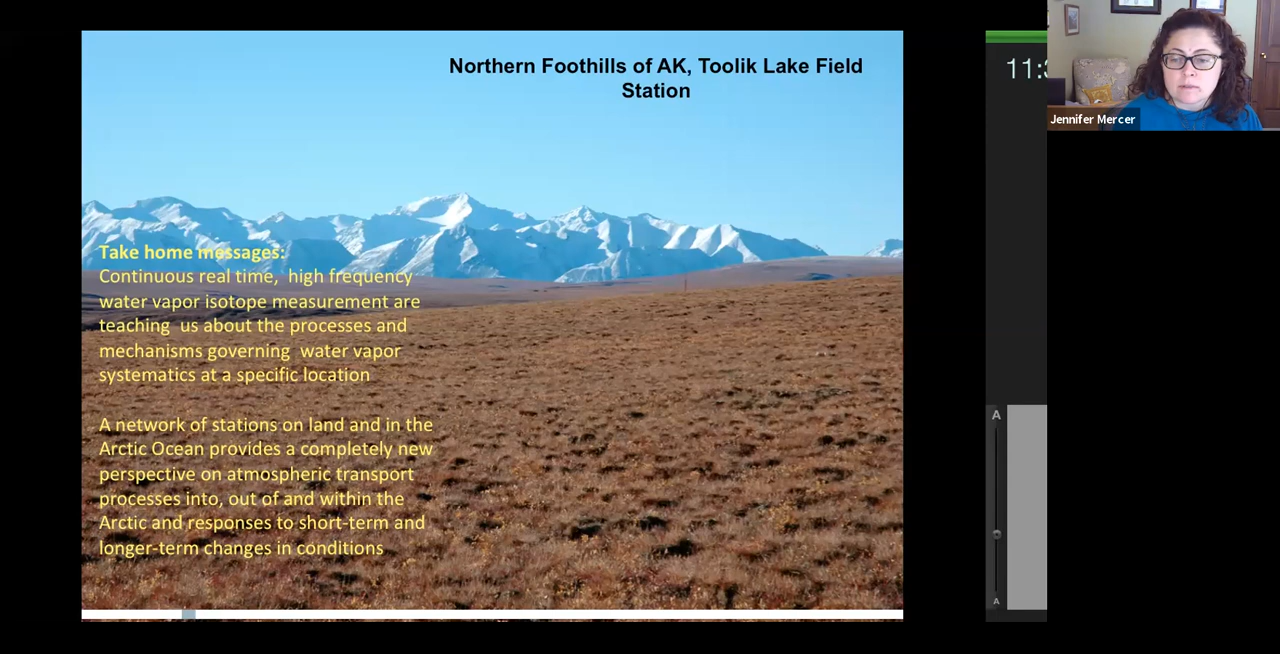 Northern Foothills of AK, Toolik Lake Field
Station
11:3
Jennifer Mercer
Take home messages:
Continuous real time,  high frequency
water vapor isotope measurement are
teaching  us about the processes and
mechanisms governing  water vapor
systematics at a specific location
A network of stations on land and in the
Arctic Ocean provides a completely new
perspective on atmospheric transport
processes into, out of and within the
Arctic and responses to short-term and
longer-term changes in conditions
A
A